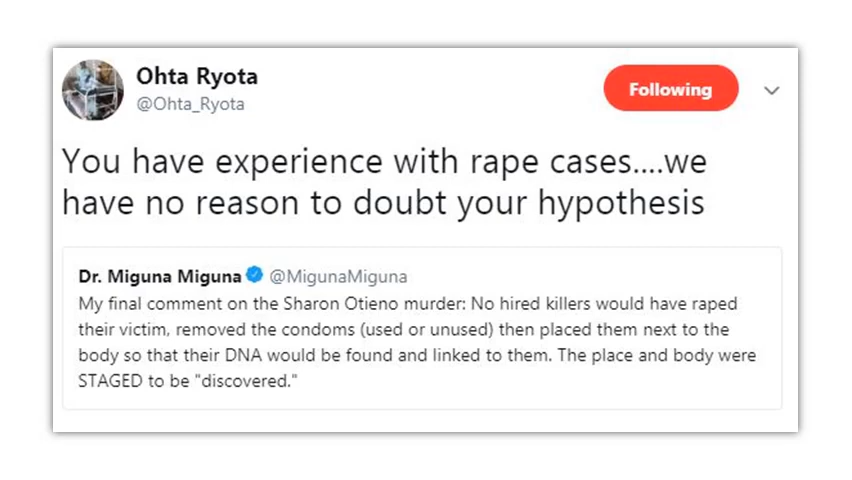 Ohta Ryota
@Ohta_Ryota
Following
You have experience with rape cases....we
have no reason to doubt your hypothesis
Dr. Miguna Miguna @MigunaMiguna
My final comment on the Sharon Otieno murder: No hired killers would have raped
their victim, removed the condoms (used or unused) then placed them next to the
body so that their DNA would be found and linked to them. The place and body were
STAGED to be "discovered."